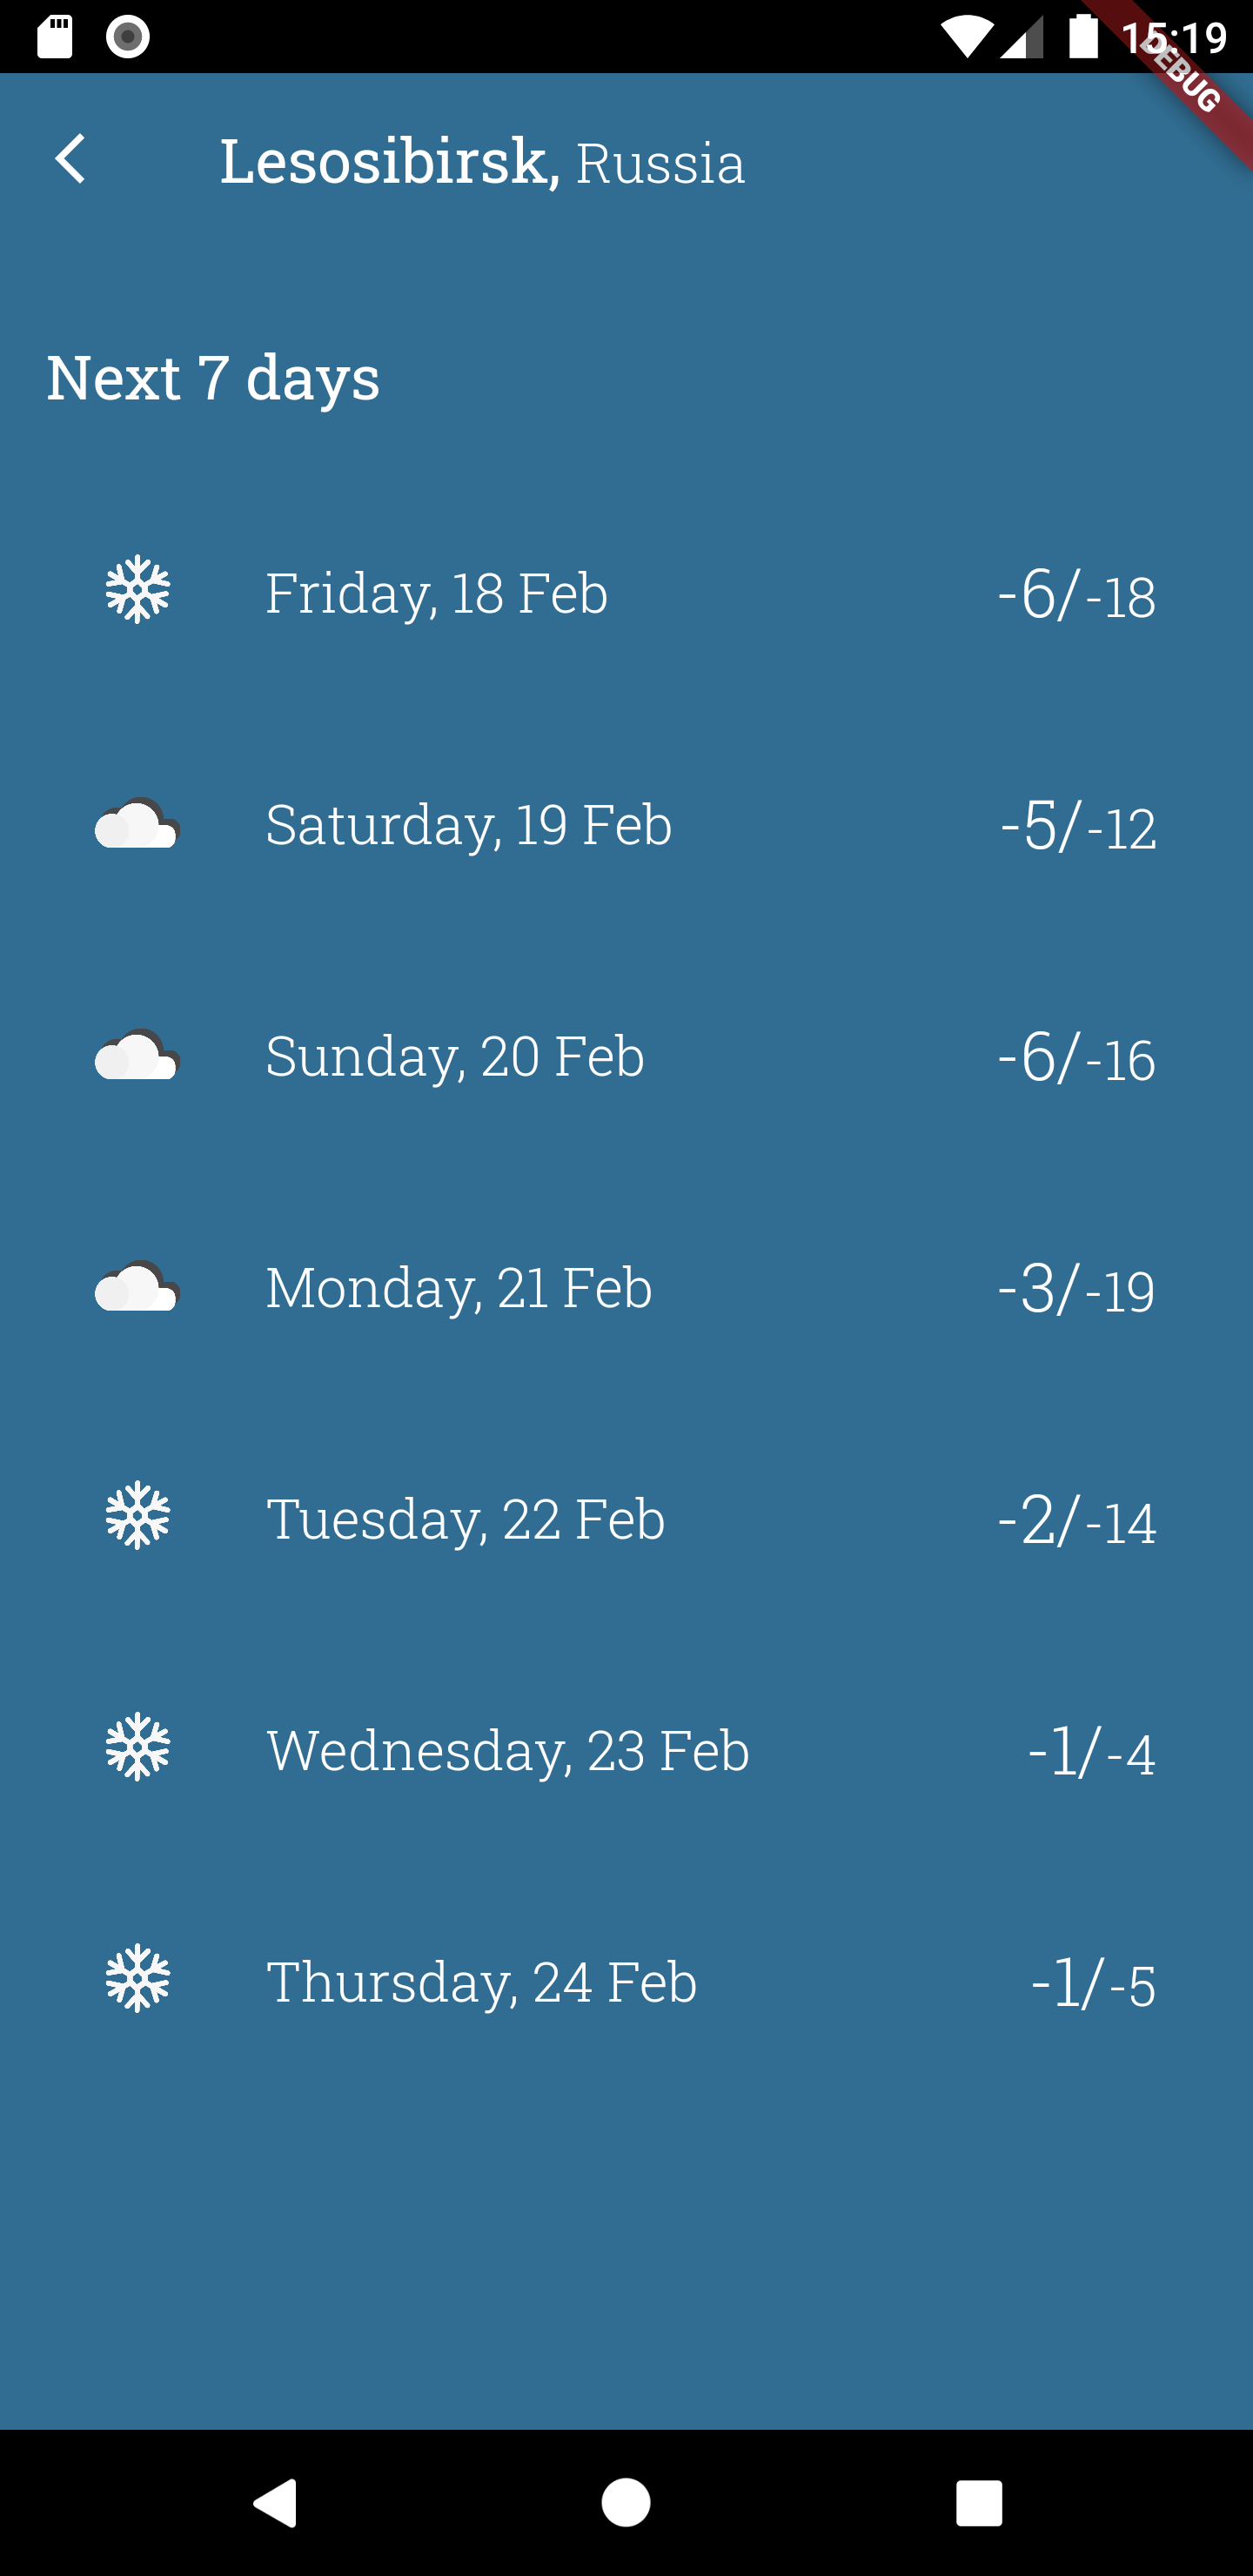 15:19
DEBUG
Lesosibirsk, Russia
Next 7 days
Friday, 18 Feb -6/-18
Saturday, 19 Feb -5/-12
Sunday, 20 Feb -6/-16
Monday, 21 Feb -3/-19
Tuesday, 22 Feb -2/-14
Wednesday, 23 Feb -1/-4
Thursday, 24 Feb -1/-5